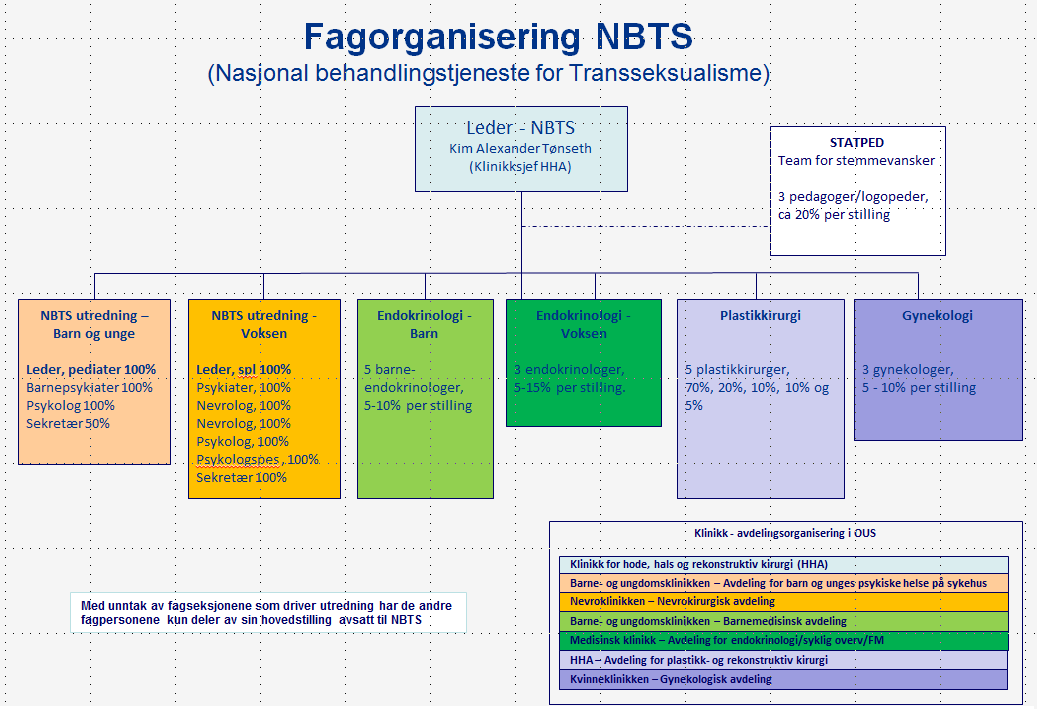 Fagorganisering NBTS
(Nasjonal behandlingstjeneste for Transseksualisme)
Leder - NBTS
Kim Alexander Tønseth
(Klinikksjef HHA)
STATPED
Team for stemmevansker
3 pedagoger/logopeder,
ca 20% per stilling
NBTS utredning –
Barn og unge
Leder, pediater 100%
Barnepsykiater 100%
Psykolog 100%
Sekretær 50%
NBTS utredning -
Voksen
Leder, spl 100%
Psykiater, 100%
Nevrolog, 100%
Nevrolog, 100%
Psykolog, 100%
Psykologspes, 100%
Sekretær 100%
Endokrinologi -
Barn
5 barne-
endokrinologer,
5-10% per stilling
Endokrinologi -
Voksen
3 endokrinologer,
5-15% per stilling.
Plastikkirurgi
5 plastikkirurger,
70%, 20%, 10%, 10% og
5%
Gynekologi
3 gynekologer,
5 - 10% per stilling
Med unntak av fagseksjonene som driver utredning har de andre
fagpersonene kun deler av sin hovedstilling avsatt til NBTS
Klinikk - avdelingsorganisering i OUS
Klinikk for hode, hals og rekonstruktiv kirurgi (HHA)
Barne- og ungdomsklinikken – Avdeling for barn og unges psykiske helse på sykehus
Nevroklinikken – Nevrokirurgisk avdeling
Barne- og ungdomsklinikken – Barnemedisinsk avdeling
Medisinsk klinikk – Avdeling for endokrinologi/syklig overv/FM
HHA – Avdeling for plastikk- og rekonstruktiv kirurgi
Kvinneklinikken – Gynekologisk avdeling